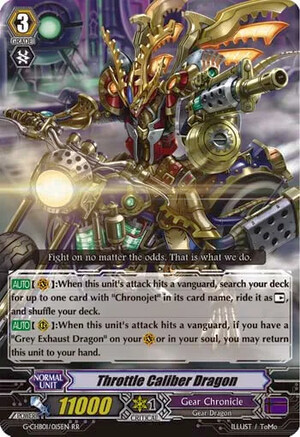 3
GRADE
Fight on no matter the odds. That is what we do.
AUTO :When this unit's attack hits a vanguard, search your deck
for up to one card with "Chronojet" in its card name, ride it as
and shuffle your deck.
AUTO :When this unit's attack hits a vanguard, if you have a
"Grey Exhaust Dragon" on your or in your soul, you may return
this unit to your hand.
NORMAL UNIT
Throttle Caliber Dragon
POWER
11000
1
CRITICAL
Gear Chronicle
Gear Dragon
G-CHB01/015EN RR
ILLUST / ToMo